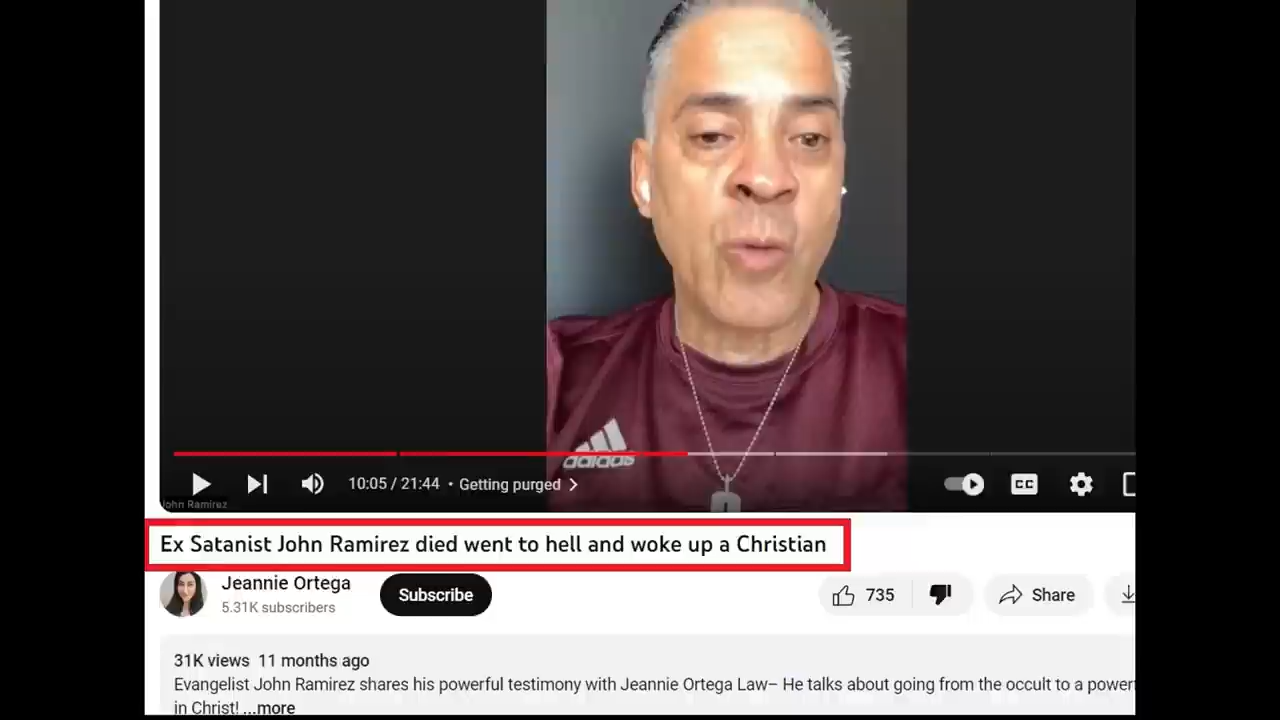 adidas
10:05 / 21:44 • Getting purged
CC
John Ramirez
Ex Satanist John Ramirez died went to hell and woke up a Christian
Jeannie Ortega
5.31K subscribers
Subscribe
735
Share
31K views 11 months ago
Evangelist John Ramirez shares his powerful testimony with Jeannie Ortega Law– He talks about going from the occult to a power
in Christ! ...more